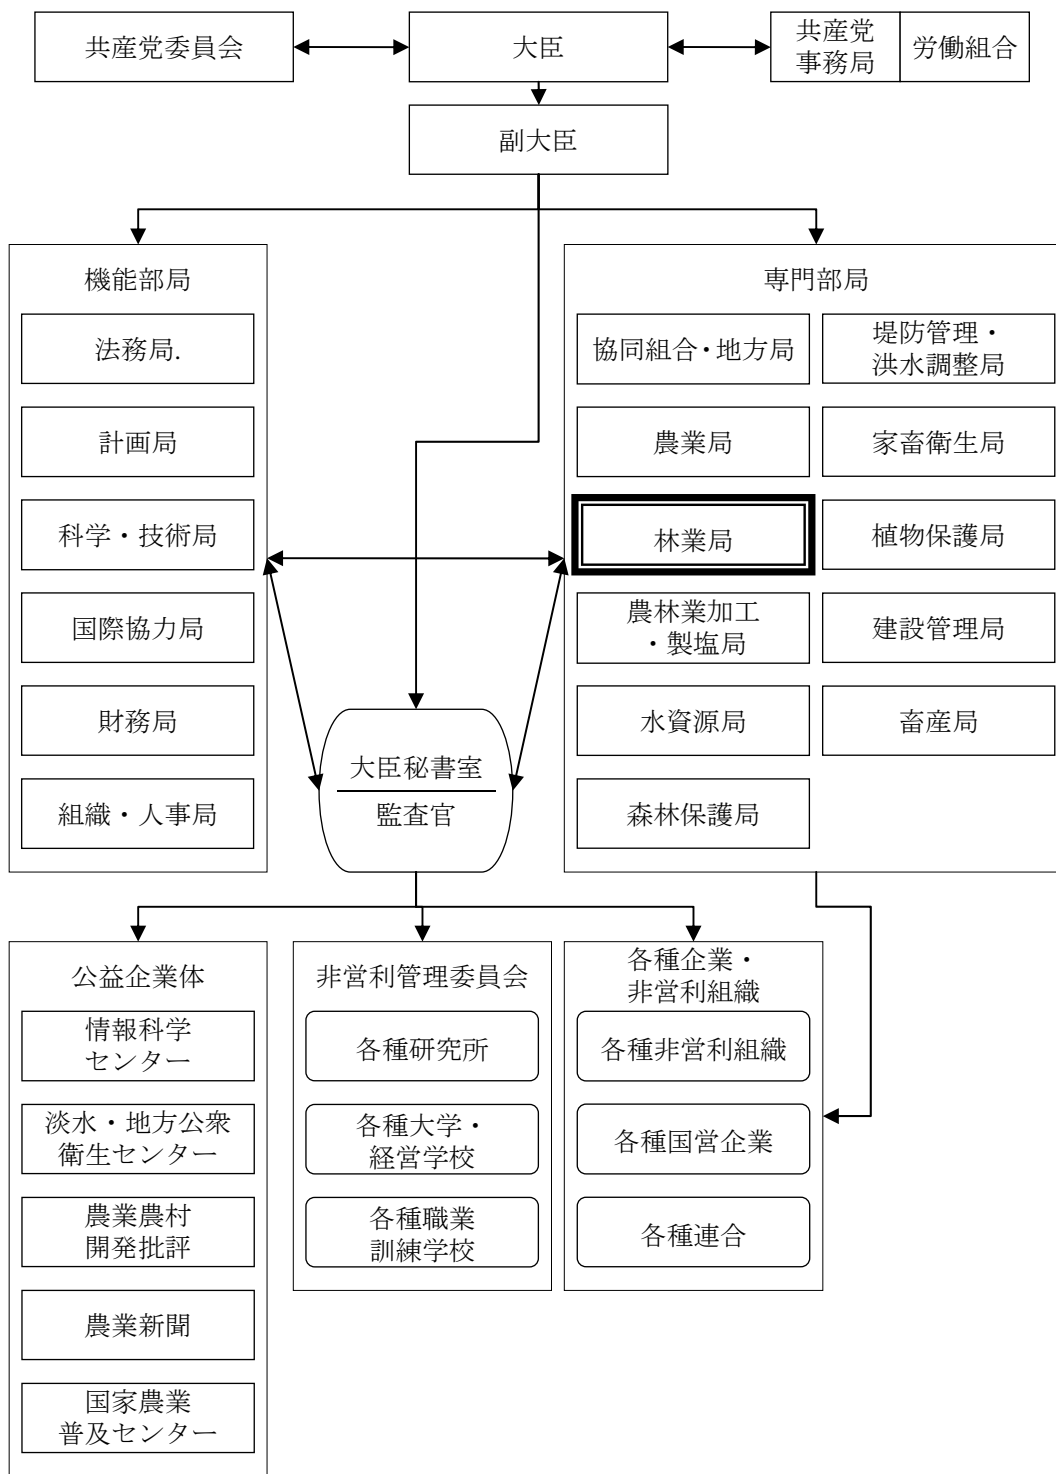 共産党委員会
大臣
共産党
事務局
労働組合
副大臣
機能部局
法務局.
計画局
科学・技術局
国際協力局
財務局
組織・人事局
専門部局
協同組合・地方局
堤防管理・
洪水調整局
農業局
家畜衛生局
林業局
植物保護局
農林業加工
・製塩局
建設管理局
水資源局
畜産局
森林保護局
大臣秘書室
監査官
公益企業体
情報科学
センター
淡水・地方公衆
衛生センター
農業農村
開発批評
農業新聞
国家農業
普及センター
非営利管理委員会
各種研究所
各種大学・
経営学校
各種職業
訓練学校
各種企業・
非営利組織
各種非営利組織
各種国営企業
各種連合